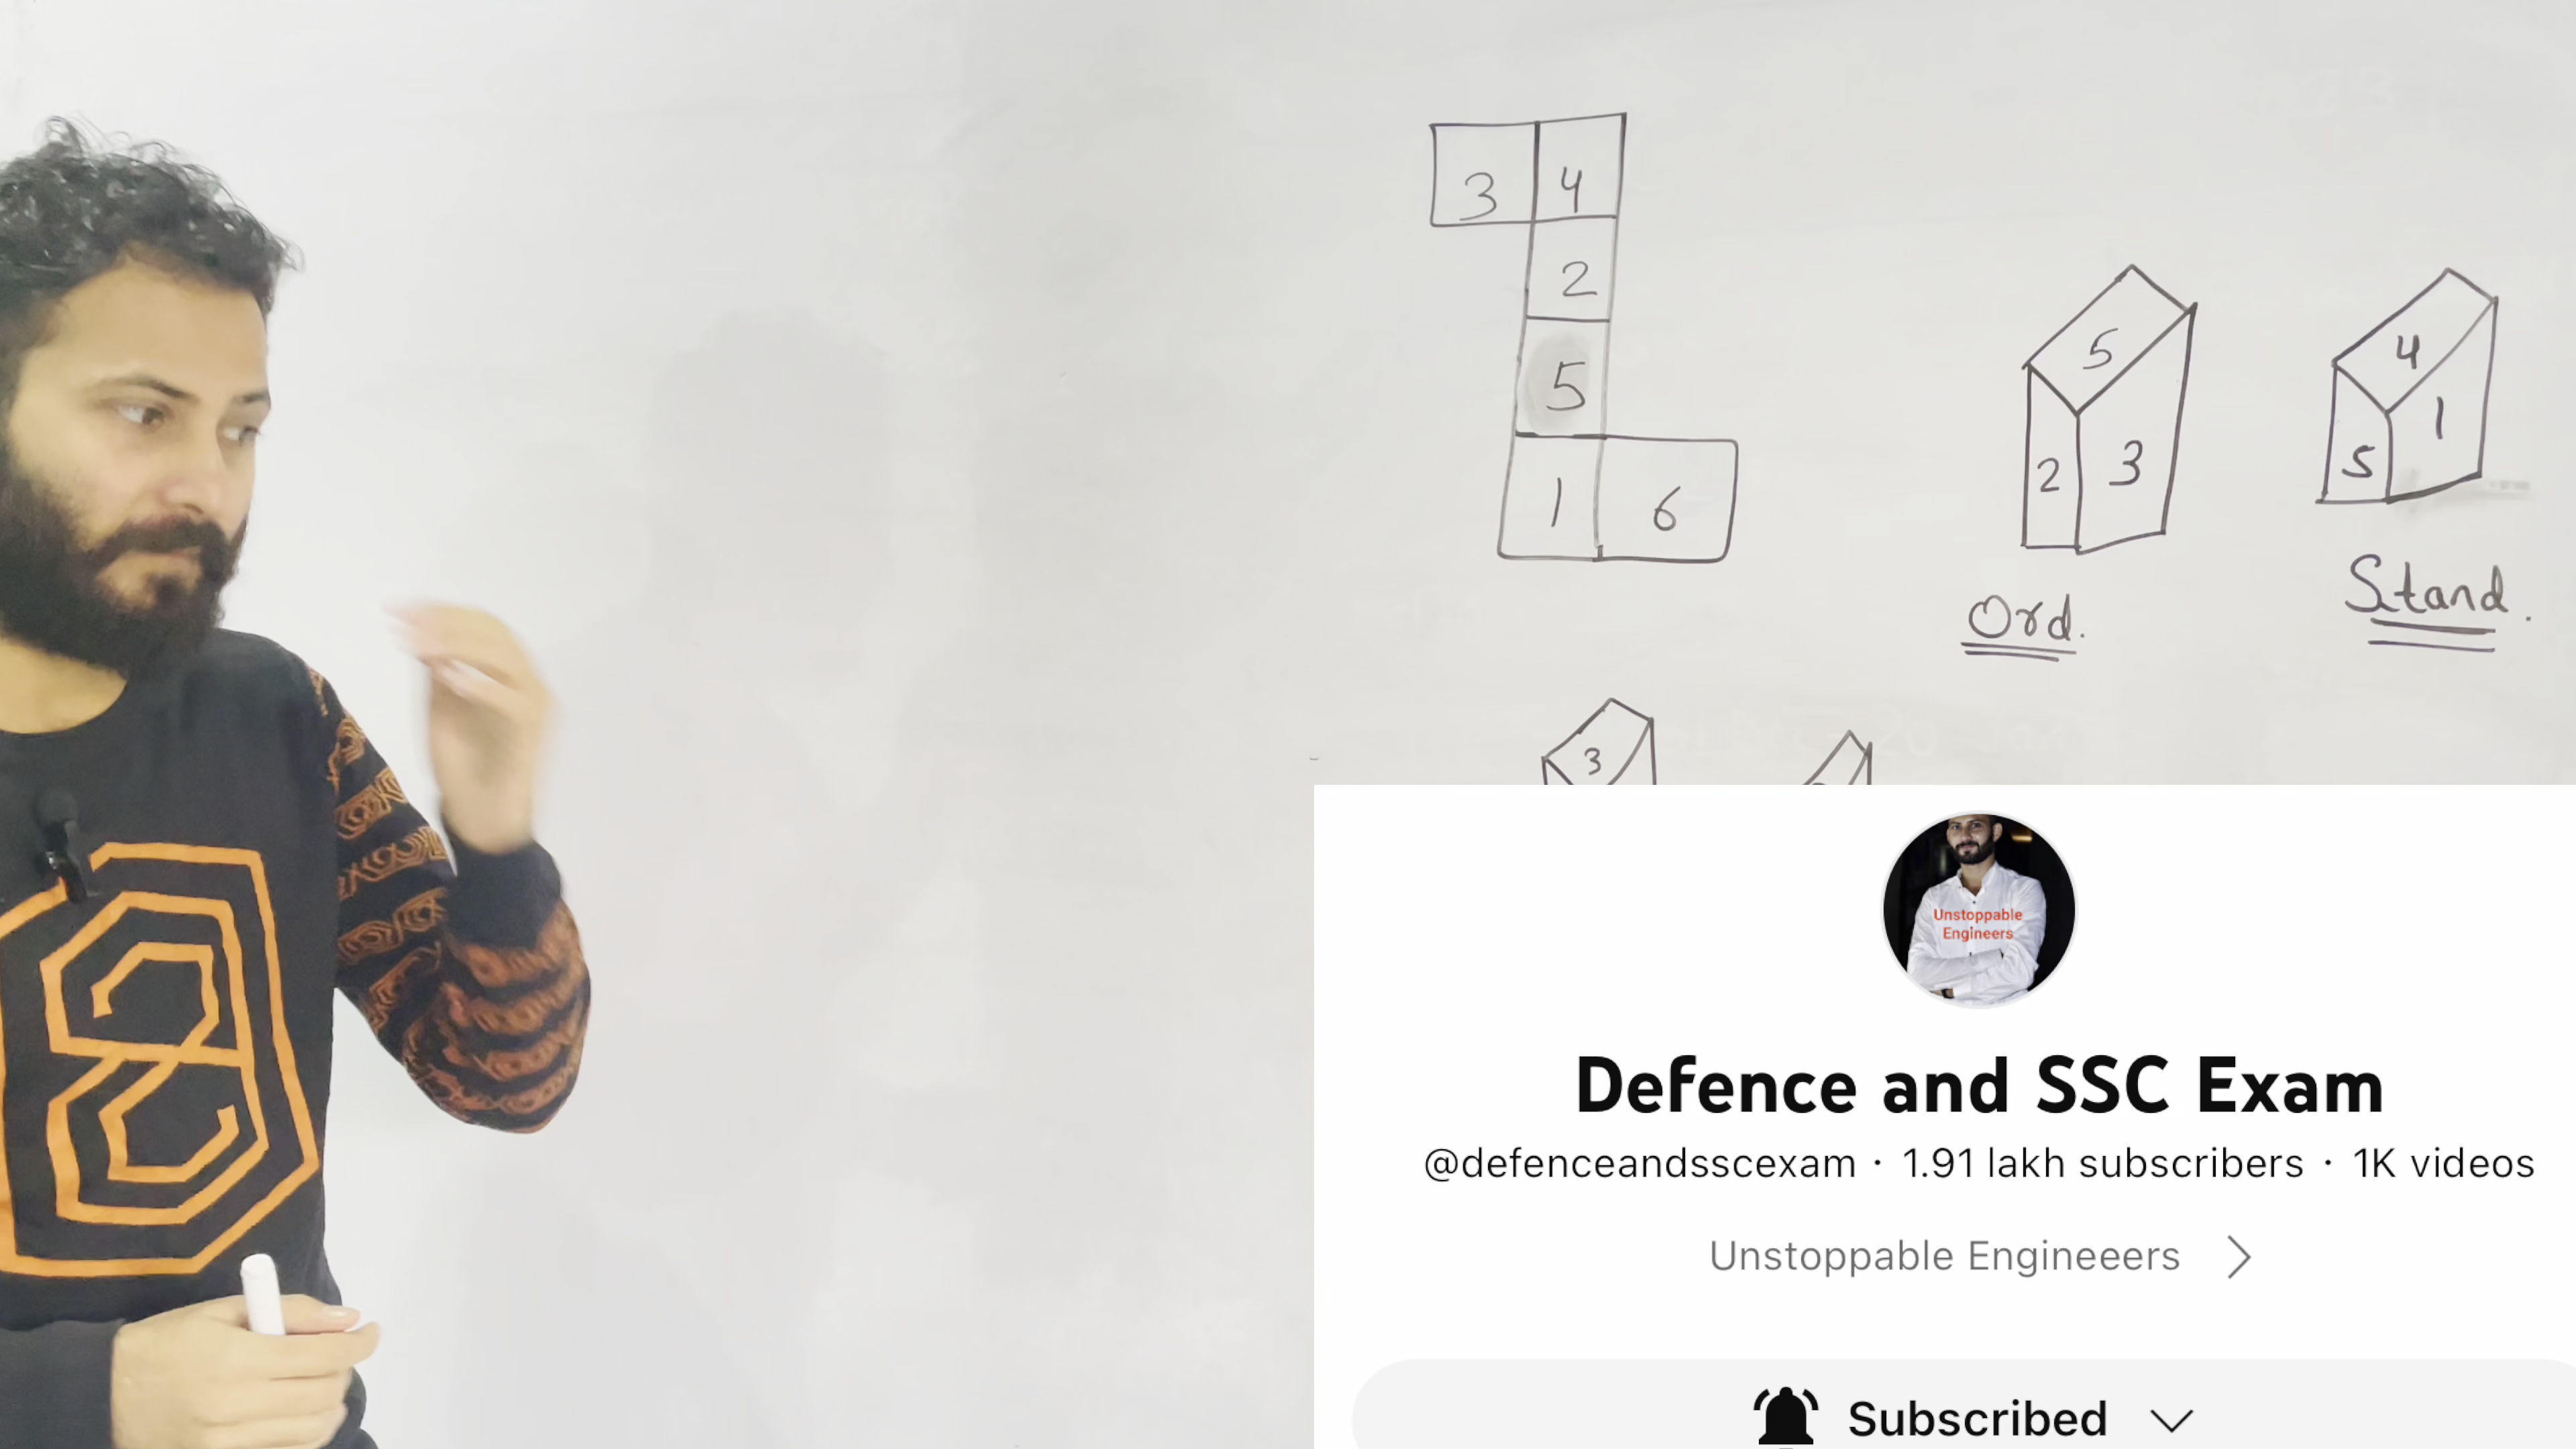 3 4
2
5
1 6
5
2 3
Ord.
4
5 1
Stand.
3
Unstoppable
Engineers
Defence and SSC Exam
@defenceandsscexam · 1.91 lakh subscribers · 1K videos
Unstoppable Engineeers
Subscribed